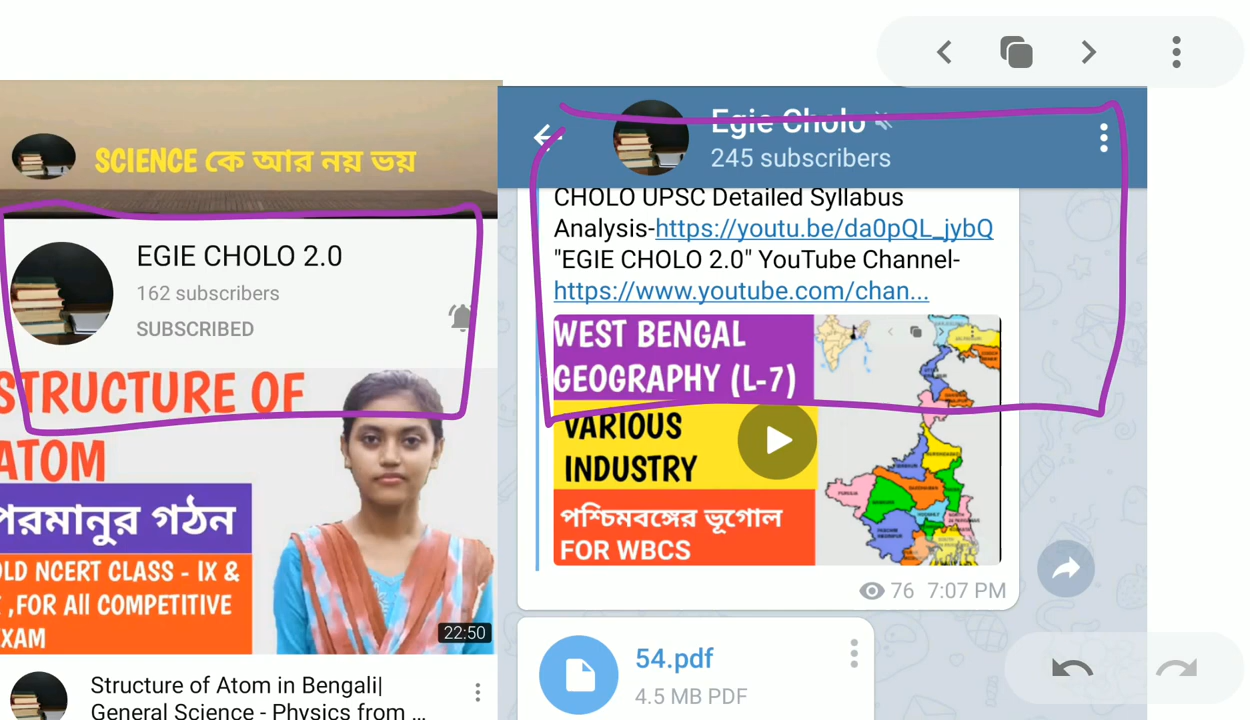 SCIENCE কে আর নয় ভয়
EGIE CHOLO 2.0
162 subscribers
SUBSCRIBED
STRUCTURE OF
ATOM
পরমানুর গঠন
OLD NCERT CLASS - IX &
,FOR All COMPETITIVE
EXAM
22:50
Structure of Atom in Bengali|
General Science - Physics from ...
Egie Cholo
245 subscribers
CHOLO UPSC Detailed Syllabus
Analysis-https://youtu.be/da0pQL_jybQ
"EGIE CHOLO 2.0" YouTube Channel-
https://www.youtube.com/chan...
WEST BENGAL
GEOGRAPHY (L-7)
VARIOUS
INDUSTRY
পশ্চিমবঙ্গের ভূগোল
FOR WBCS
76 7:07 PM
54.pdf
4.5 MB PDF